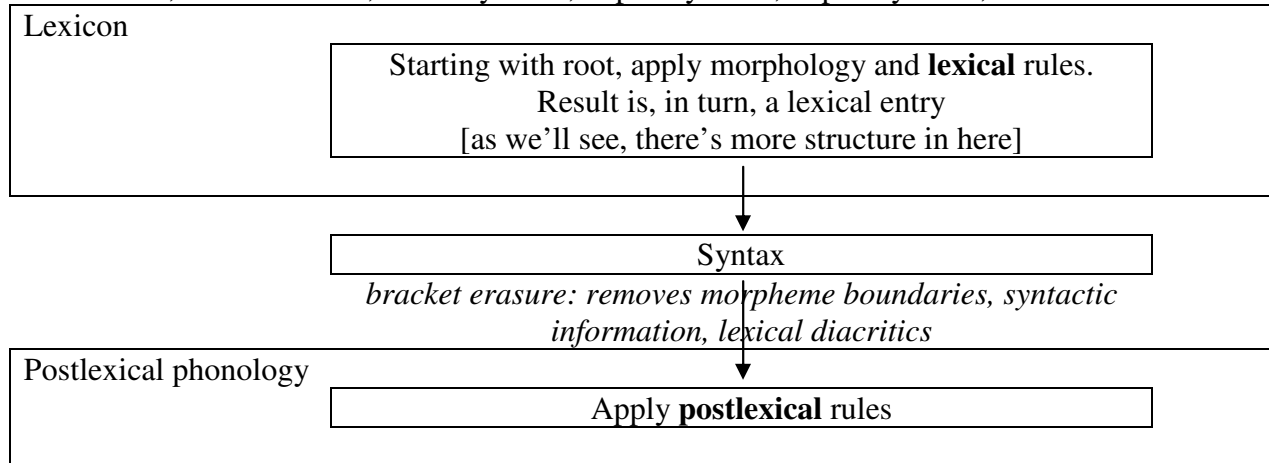 Lexicon
Starting with root, apply morphology and lexical rules.
Result is, in turn, a lexical entry
[as we'll see, there's more structure in here]
Syntax
bracket erasure: removes morpheme boundaries, syntactic
information, lexical diacritics
Postlexical phonology
Apply postlexical rules